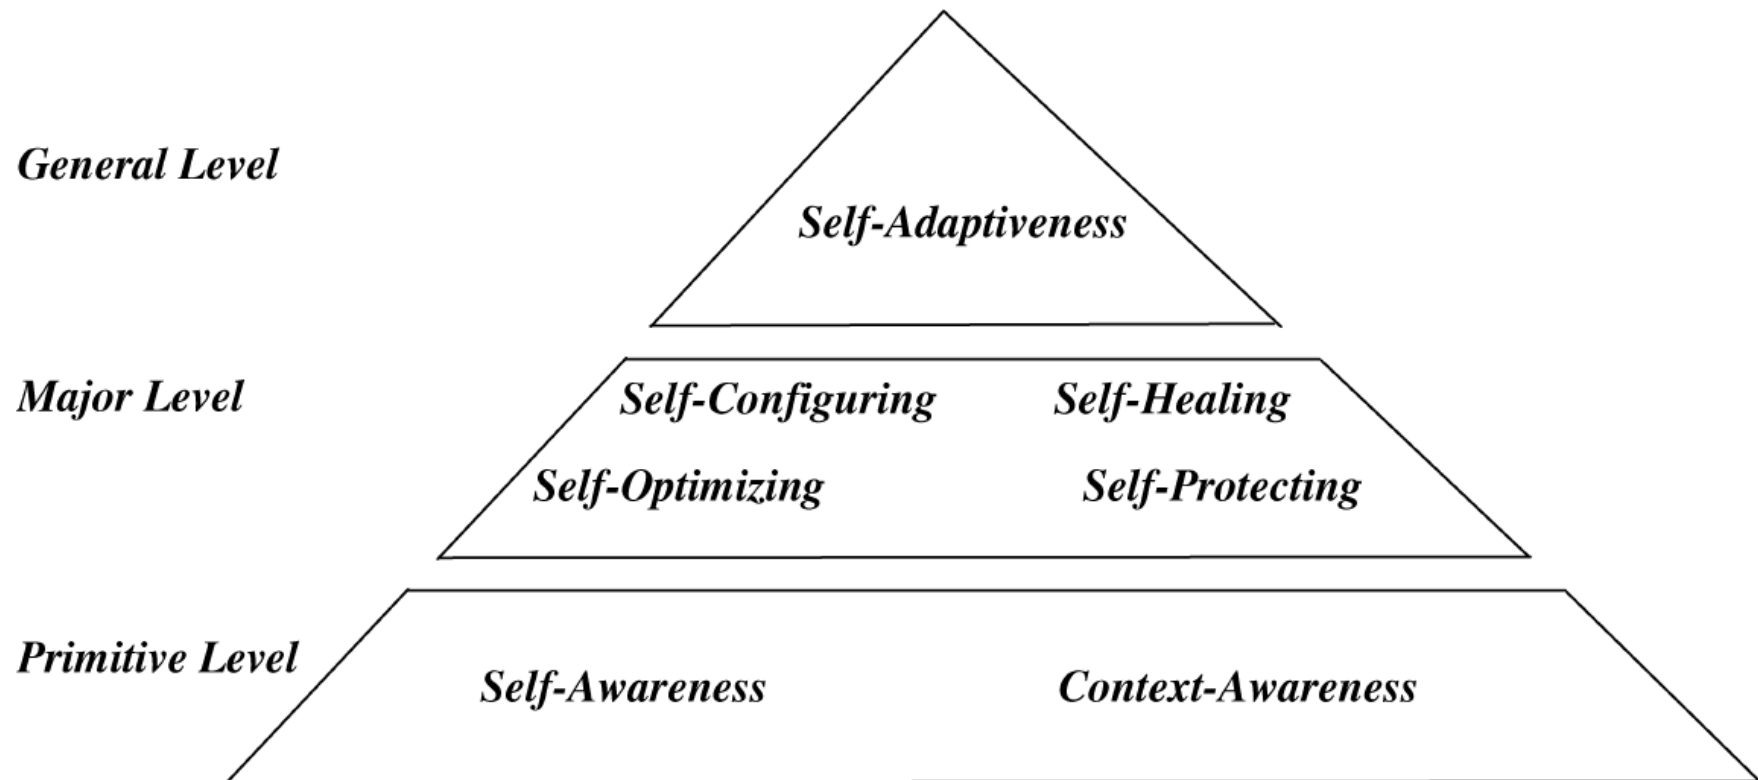 General Level
Self-Adaptiveness
Major Level
Self-Configuring Self-Healing
Self-Optimizing Self-Protecting
Primitive Level
Self-Awareness Context-Awareness